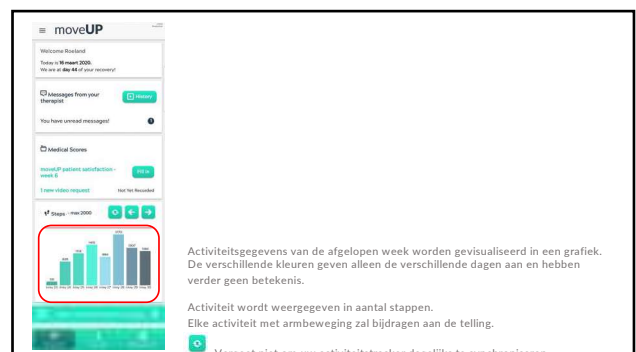 moveUP
Welcome Roeland
Today is 16 maart 2020.
We are at day 44 of your recovery!
Messages from your
therapist
History
You have unread messages!
Medical Scores
moveUP patient satisfaction -
week 6
Fill in
1 new video request
Not Yet Recorded
Steps - max 2000
Activiteitsgegevens van de afgelopen week worden gevisualiseerd in een grafiek.
De verschillende kleuren geven alleen de verschillende dagen aan en hebben
verder geen betekenis.
Activiteit wordt weergegeven in aantal stappen.
Elke activiteit met armbeweging zal bijdragen aan de telling.